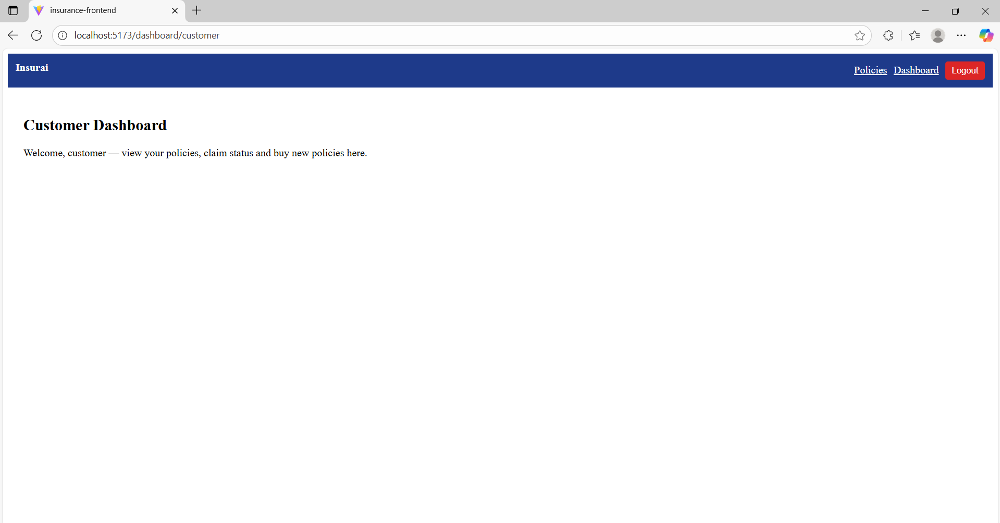 insurance-frontend
localhost:5173/dashboard/customer
Insurai
Policies Dashboard Logout
Customer Dashboard
Welcome, customer — view your policies, claim status and buy new policies here.